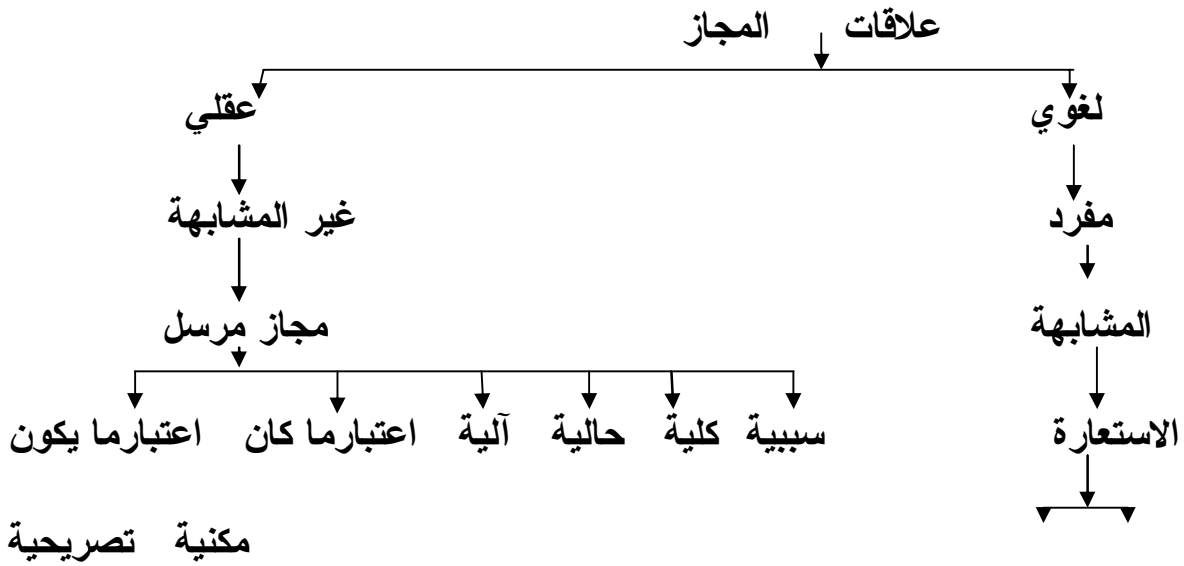 علاقات المجاز
لغوي عقلي
مفرد غير المشابهة
المشابهة مجاز مرسل
الاستعارة سببية كلية حالية آلية اعتبارما كان اعتبارما يكون
مكنية تصريحية